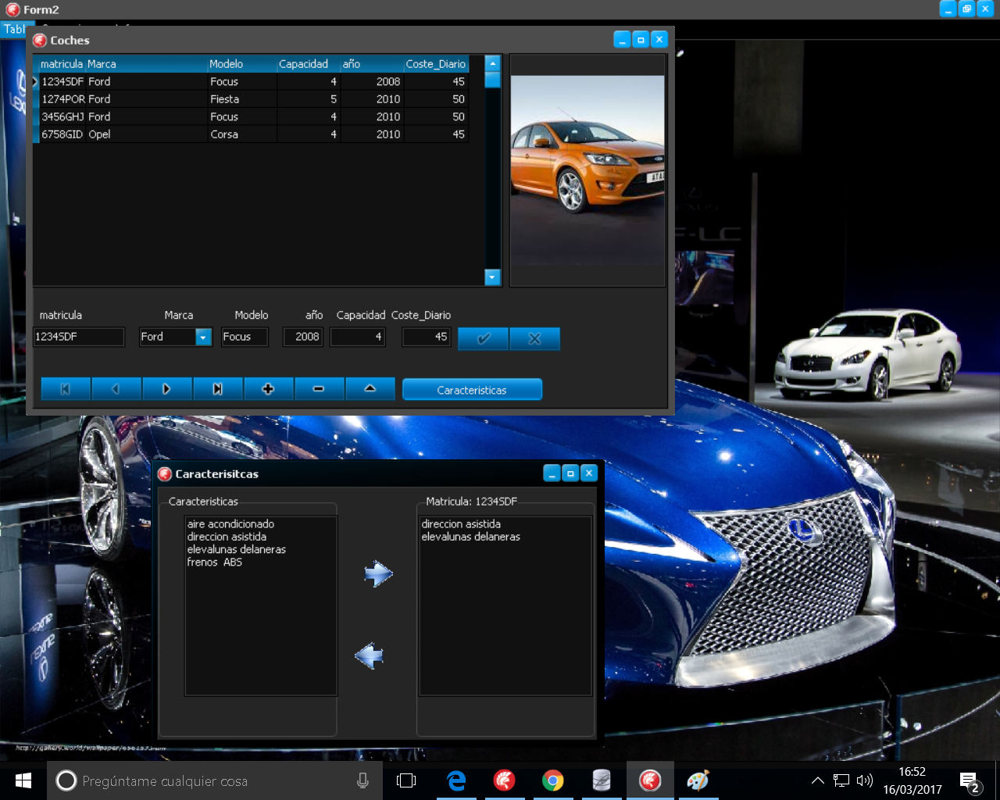 Form2
Coches
matricula Marca Modelo Capacidad año Coste_Diario
1234SDF Ford Focus 4 2008 45
1274POR Ford Fiesta 5 2010 50
3456GHJ Ford Focus 4 2010 50
6758GID Opel Corsa 4 2010 45
ATA
F-LC
matricula Marca Modelo año Capacidad Coste_Diario
1234SDF Ford Focus 2008 4 45
Caracteristicas
Caracterisitcas
Caracteristicas
Matricula: 1234SDF
aire acondicionado
direccion asistida
elevalunas delaneras
frenos  ABS
direccion asistida
elevalunas delaneras
Pregúntame cualquier cosa
16:52
16/03/2017
2